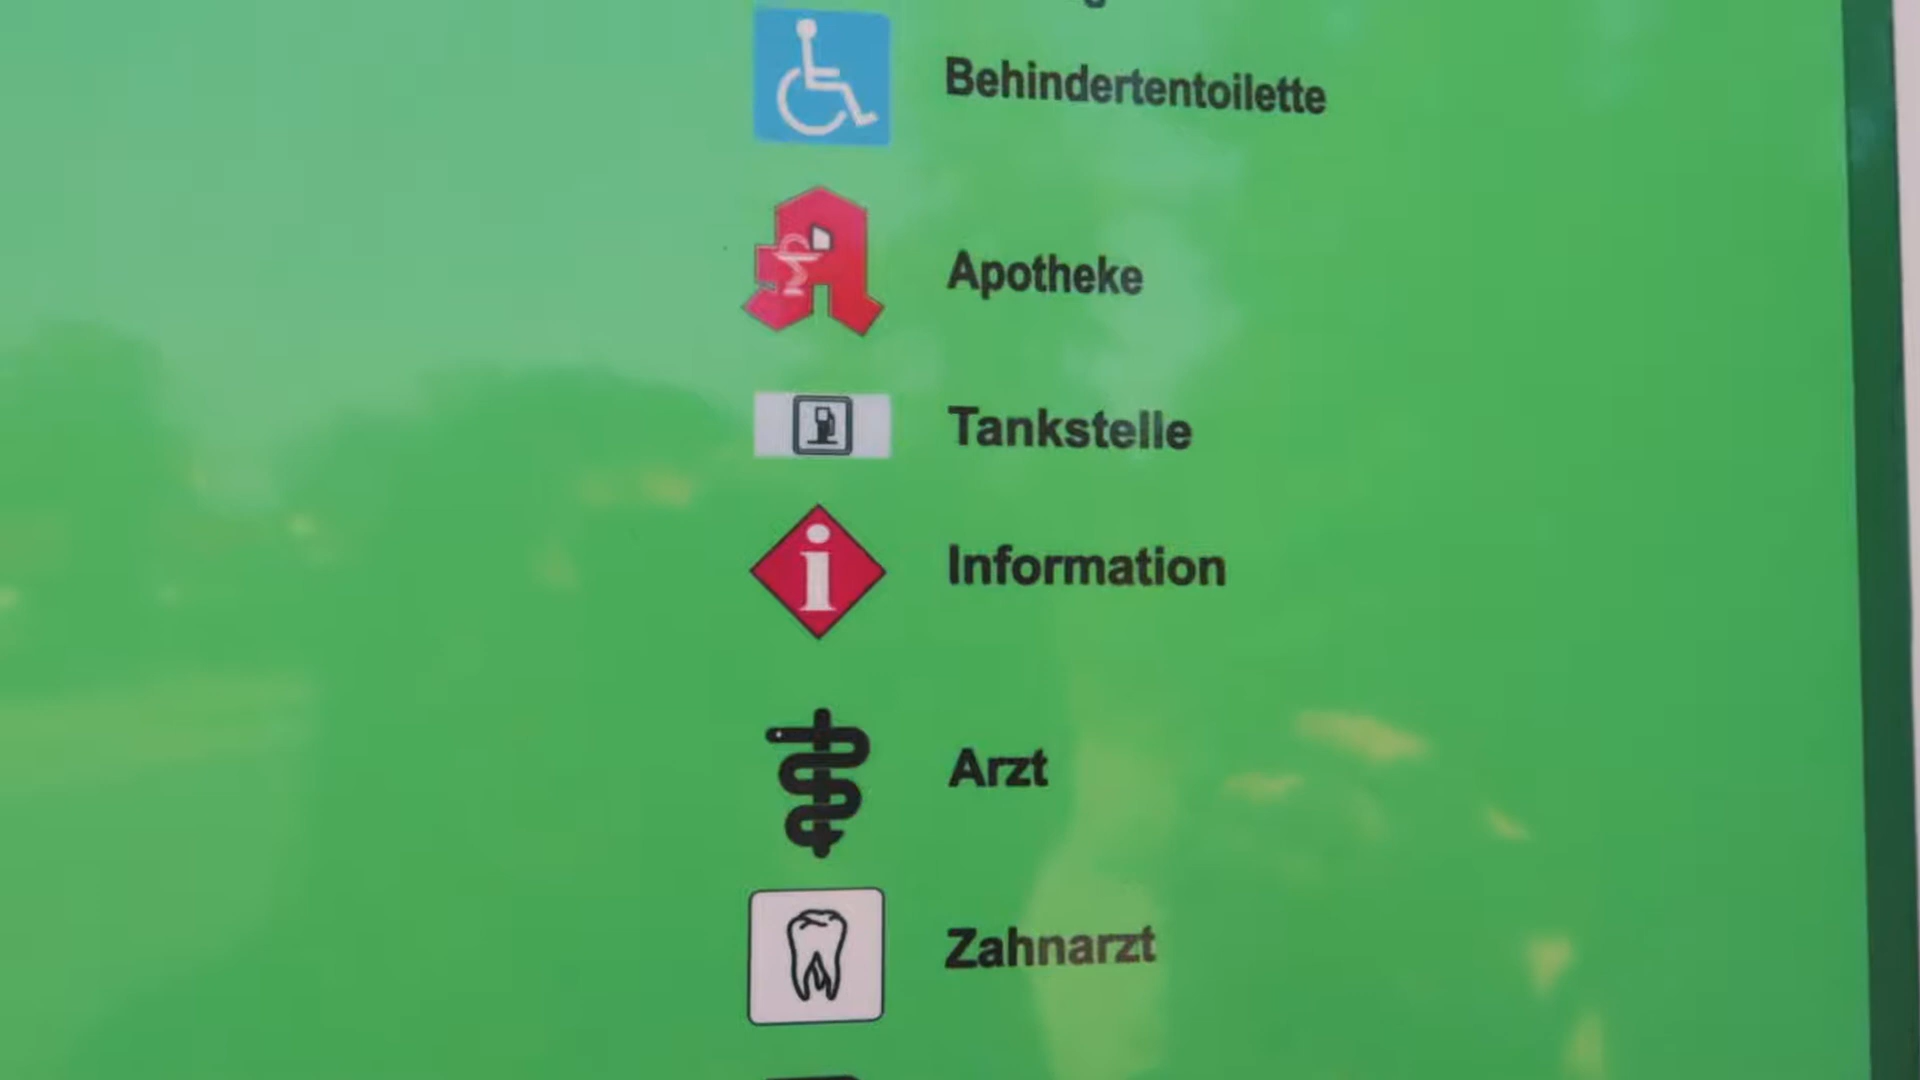 Behindertentoilette
Apotheke
Tankstelle
i Information
Arzt
Zahnarzt